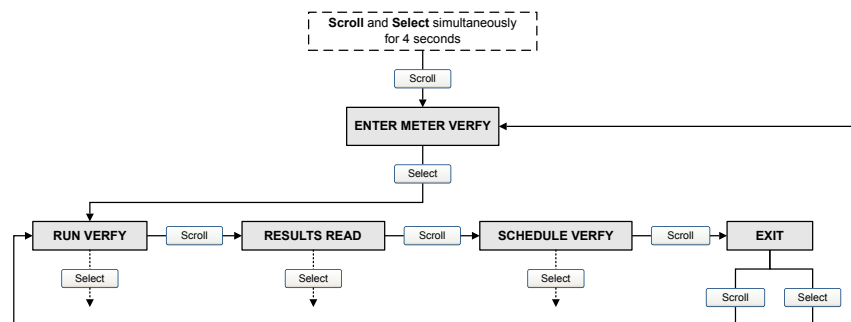 Scroll and Select simultaneously
for 4 seconds
Scroll
ENTER METER VERFY
Select
RUN VERFY
Scroll
RESULTS READ
Scroll
SCHEDULE VERFY
Scroll
EXIT
Select
Select
Select
Scroll
Select